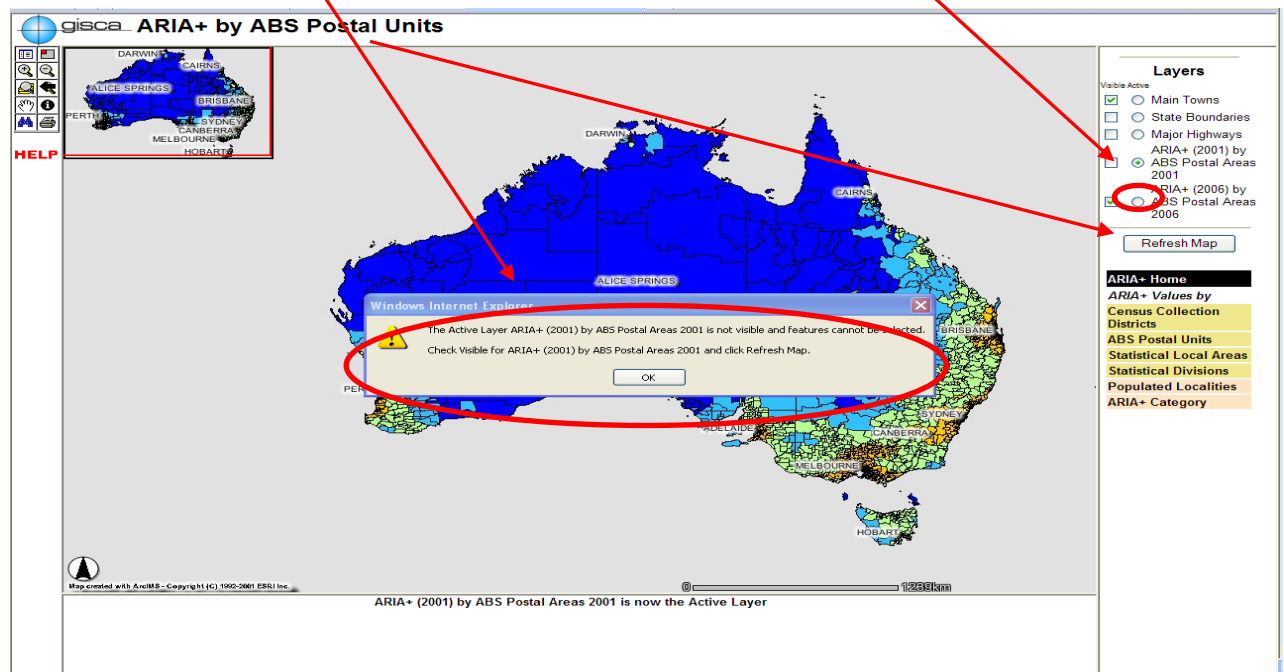 gisca ARIA+ by ABS Postal Units
DARWIN
CAIRNS
ALICE SPRINGS
BRISBANE
PERTH
SYDNEY
CANBERRA
MELBOURNE
HOBART
HELP
DARWIN
CAIRNS
ALICE SPRINGS
Windows Internet Explorer
The Active Layer ARIA+ (2001) by ABS Postal Areas 2001 is not visible and features cannot be selected.
Check Visible for ARIA+ (2001) by ABS Postal Areas 2001 and click Refresh Map.
OK
BRISBANE
PER
SYDNEY
ADELAIDE
CANBERRA
MELBOURNE
HOBART
Map created with ArcIMS - Copyright (C) 1992-2001 ESRI Inc.
0 1239km
ARIA+ (2001) by ABS Postal Areas 2001 is now the Active Layer
Layers
Visible Active
Main Towns
State Boundaries
Major Highways
ARIA+ (2001) by
ABS Postal Areas
2001
ARIA+ (2006) by
ABS Postal Areas
2006
Refresh Map
ARIA+ Home
ARIA+ Values by
Census Collection
Districts
ABS Postal Units
Statistical Local Areas
Statistical Divisions
Populated Localities
ARIA+ Category